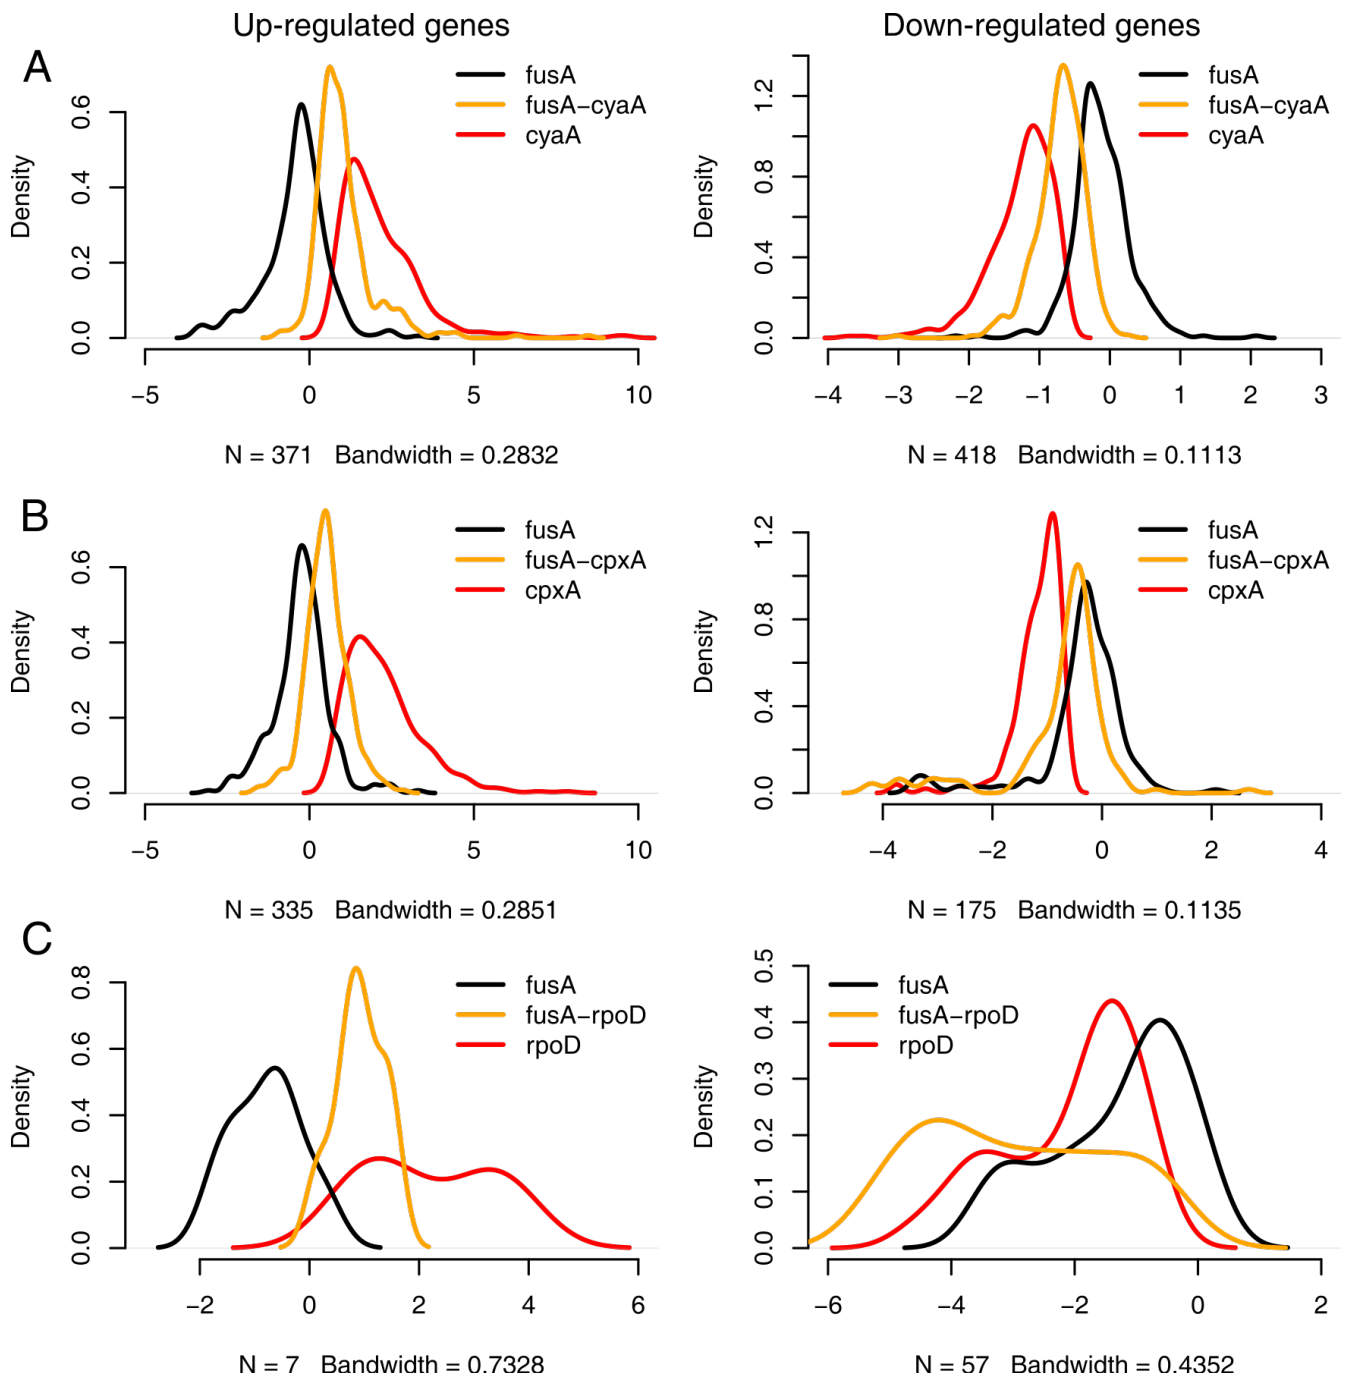 Up-regulated genes
Down-regulated genes
A
fusA
fusA−cyaA
cyaA
Density
0.0 0.2 0.4 0.6
−5 0 5 10
N = 371 Bandwidth = 0.2832
fusA
fusA−cyaA
cyaA
Density
0.0 0.4 0.8 1.2
−4 −3 −2 −1 0 1 2 3
N = 418 Bandwidth = 0.1113
B
fusA
fusA−cpxA
cpxA
Density
0.0 0.2 0.4 0.6
−5 0 5 10
N = 335 Bandwidth = 0.2851
fusA
fusA−cpxA
cpxA
Density
0.0 0.4 0.8 1.2
−4 −2 0 2 4
N = 175 Bandwidth = 0.1135
C
fusA
fusA−rpoD
rpoD
Density
0.0 0.2 0.4 0.6 0.8
−2 0 2 4 6
N = 7 Bandwidth = 0.7328
fusA
fusA−rpoD
rpoD
Density
0.0 0.1 0.2 0.3 0.4 0.5
−6 −4 −2 0 2
N = 57 Bandwidth = 0.4352